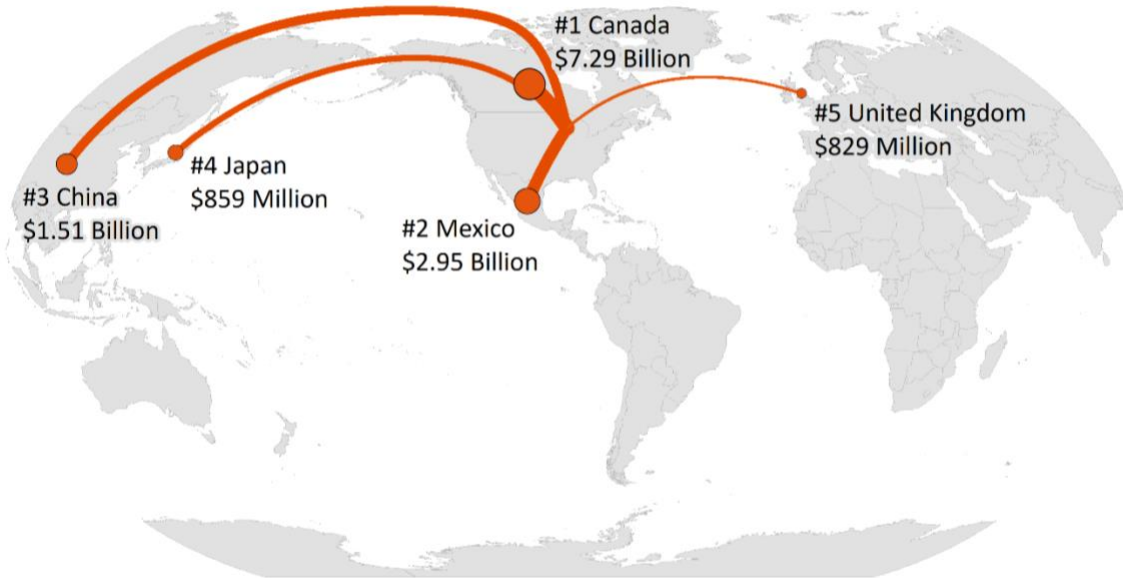 #1 Canada
$7.29 Billion
#5 United Kingdom
$829 Million
#4 Japan
$859 Million
#3 China
$1.51 Billion
#2 Mexico
$2.95 Billion